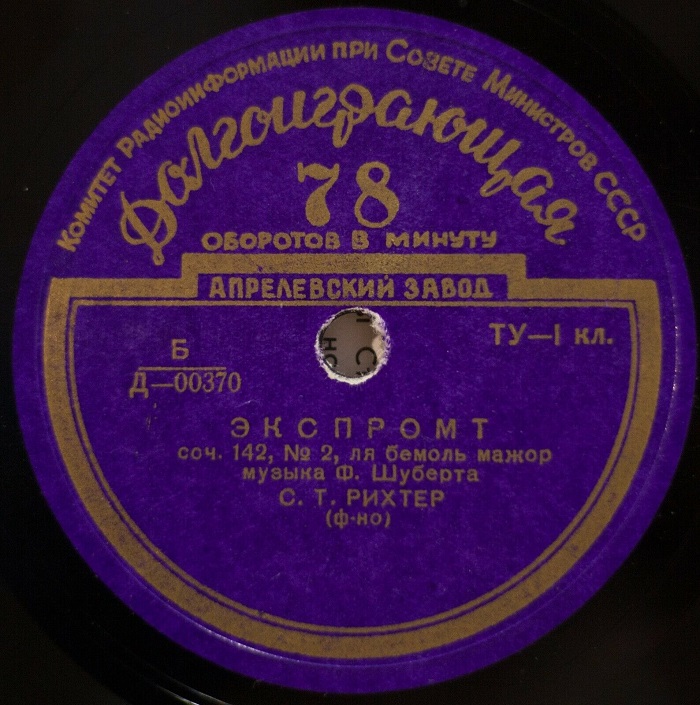 Комитет Радиоинформации при Совете Министров СССР
Долгоиграющая
78
ОБОРОТОВ В МИНУТУ
АПРЕЛЕВСКИЙ ЗАВОД
ТУ—I кл.
Б
Д—00370
ЭКСПРОМТ
соч. 142, № 2, ля бемоль мажор
музыка Ф. Шуберта
С. Т. РИХТЕР
(ф-но)